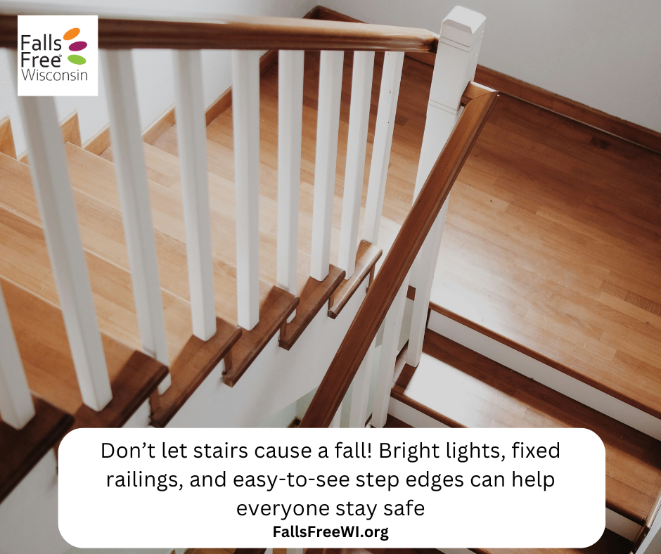 Falls
Free
Wisconsin
Don’t let stairs cause a fall! Bright lights, fixed
railings, and easy-to-see step edges can help
everyone stay safe
FallsFreeWI.org